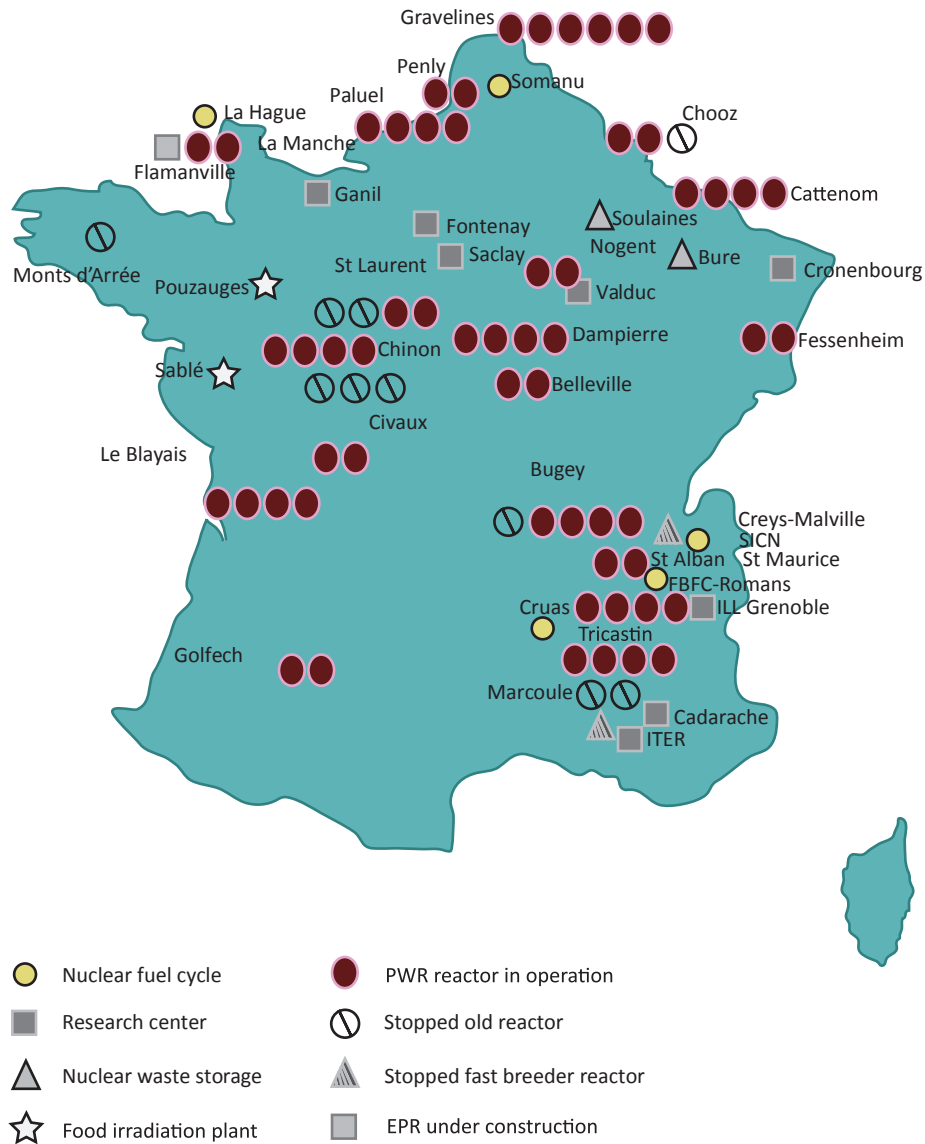 Gravelines
Penly
Somanu
Paluel
La Hague
Chooz
La Manche
Flamanville
Ganil
Cattenom
Fontenay
Soulaines
Nogent
St Laurent
Saclay
Bure
Cronenbourg
Monts d’Arrée
Pouzauges
Valduc
Dampierre
Fessenheim
Chinon
Sablé
Belleville
Civaux
Le Blayais
Bugey
Creys-Malville
SICN
St Alban
St Maurice
FBFC-Romans
Cruas
ILL Grenoble
Tricastin
Golfech
Marcoule
Cadarache
ITER
Nuclear fuel cycle
PWR reactor in operation
Research center
Stopped old reactor
Nuclear waste storage
Stopped fast breeder reactor
Food irradiation plant
EPR under construction